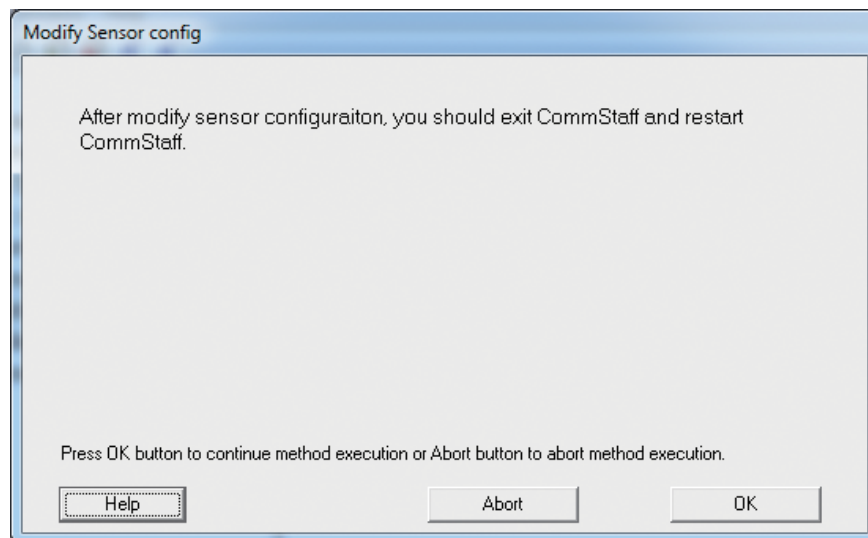 Modify Sensor config
After modify sensor configuraiton, you should exit CommStaff and restart
CommStaff.
Press OK button to continue method execution or Abort button to abort method execution.
Help
Abort
OK